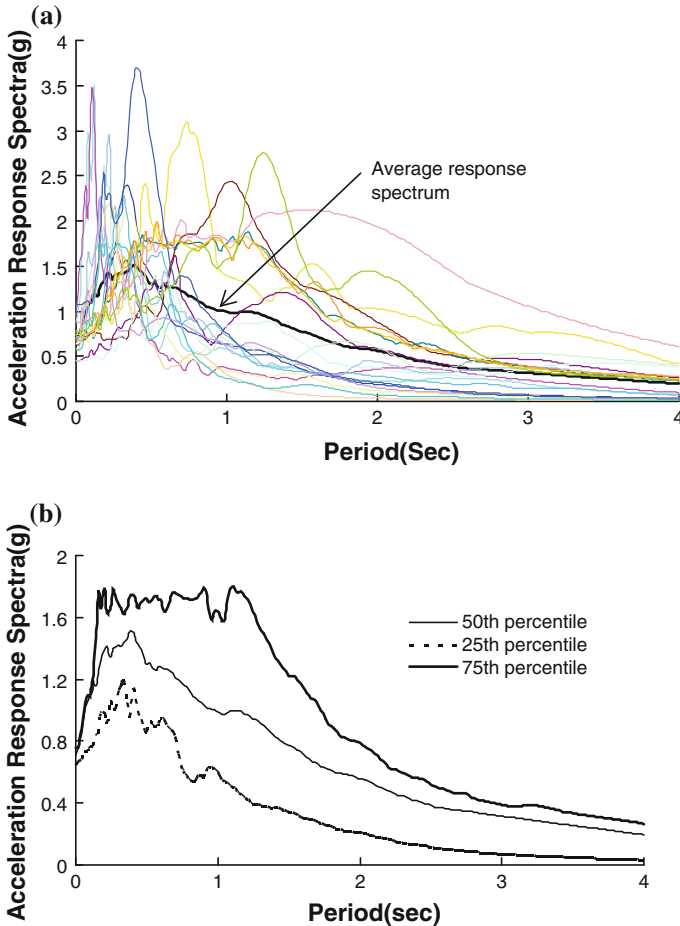 (a)
Acceleration Response Spectra(g)
4
3.5
3
2.5
2
1.5
1
0.5
0
Average response
spectrum
0 1 2 3 4
Period(Sec)
(b)
Acceleration Response Spectra(g)
2
1.6
1.2
0.8
0.4
0
50th percentile
25th percentile
75th percentile
0 1 2 3 4
Period(sec)